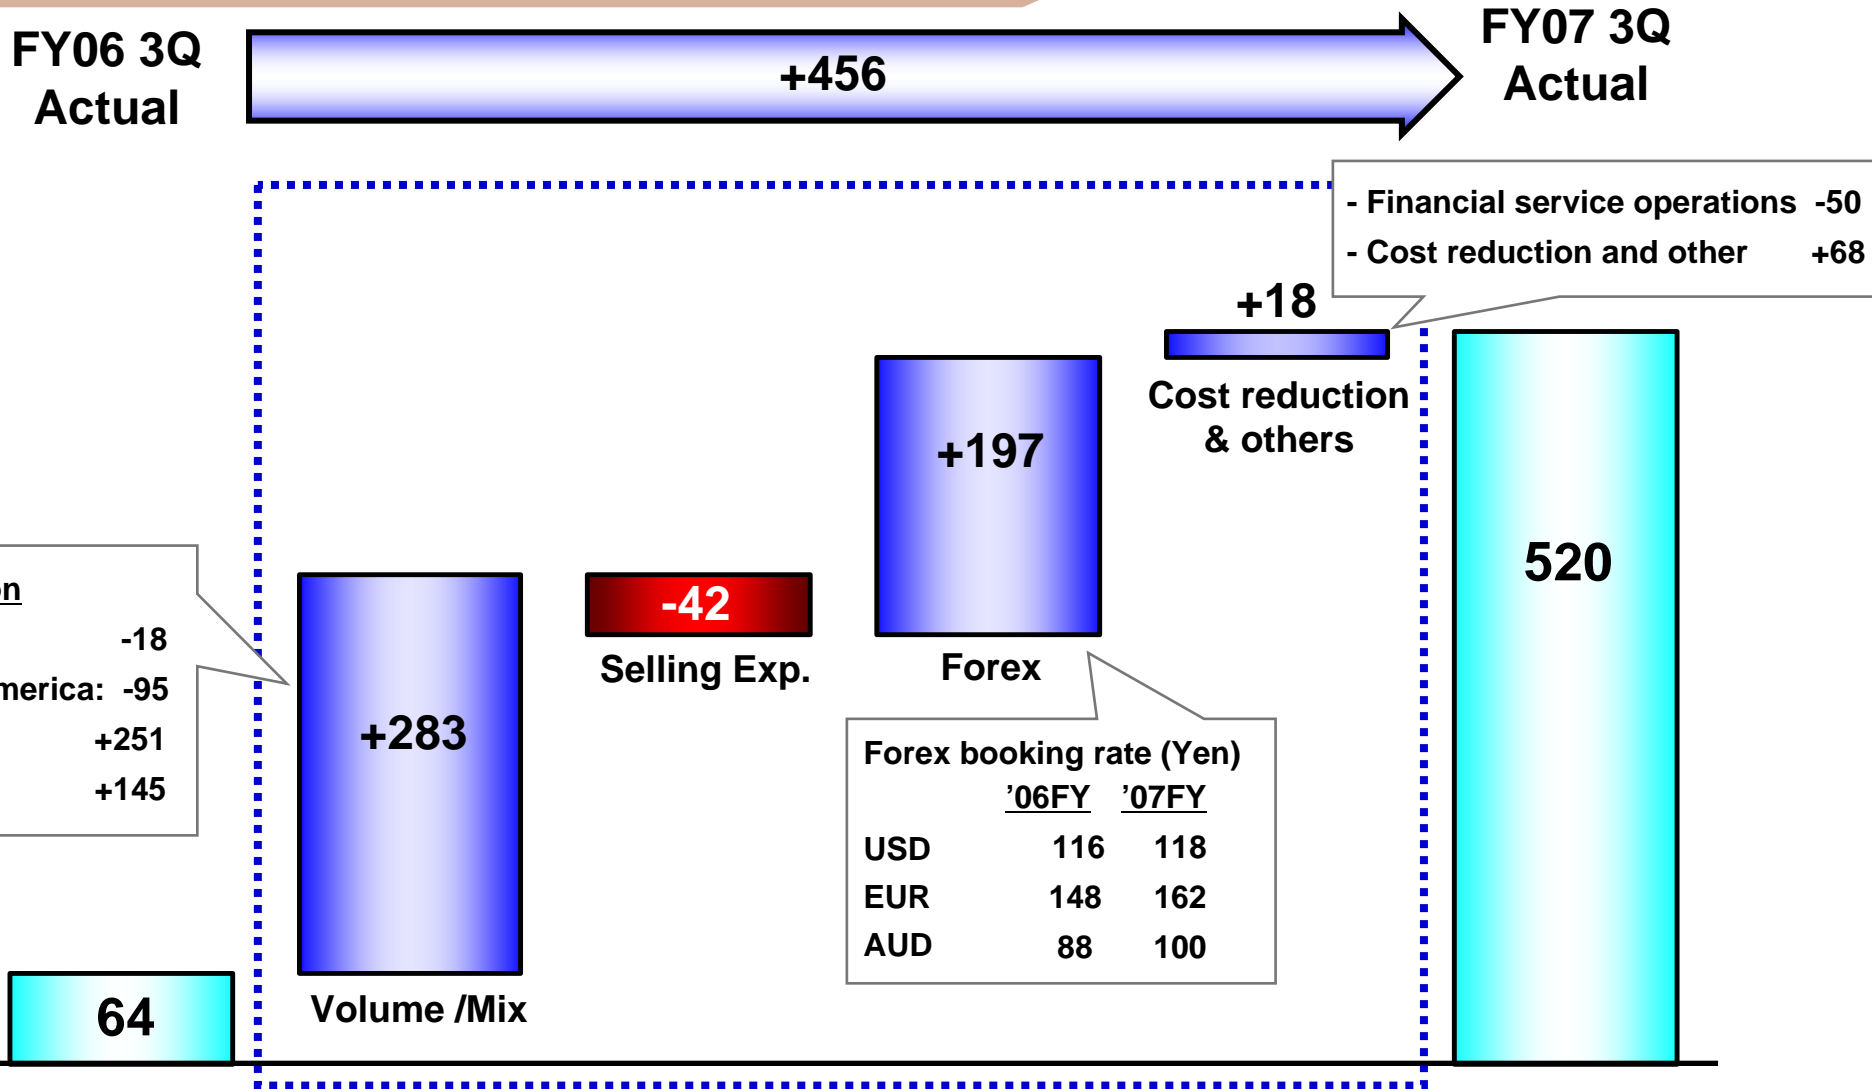 FY06 3Q
Actual
+456
FY07 3Q
Actual
- Financial service operations -50
- Cost reduction and other +68
+18
Cost reduction
& others
+197
Forex
520
-42
Selling Exp.
-18
-95
+251
+145
+283
Volume /Mix
Forex booking rate (Yen)
’06FY ’07FY
USD 116 118
EUR 148 162
AUD 88 100
64